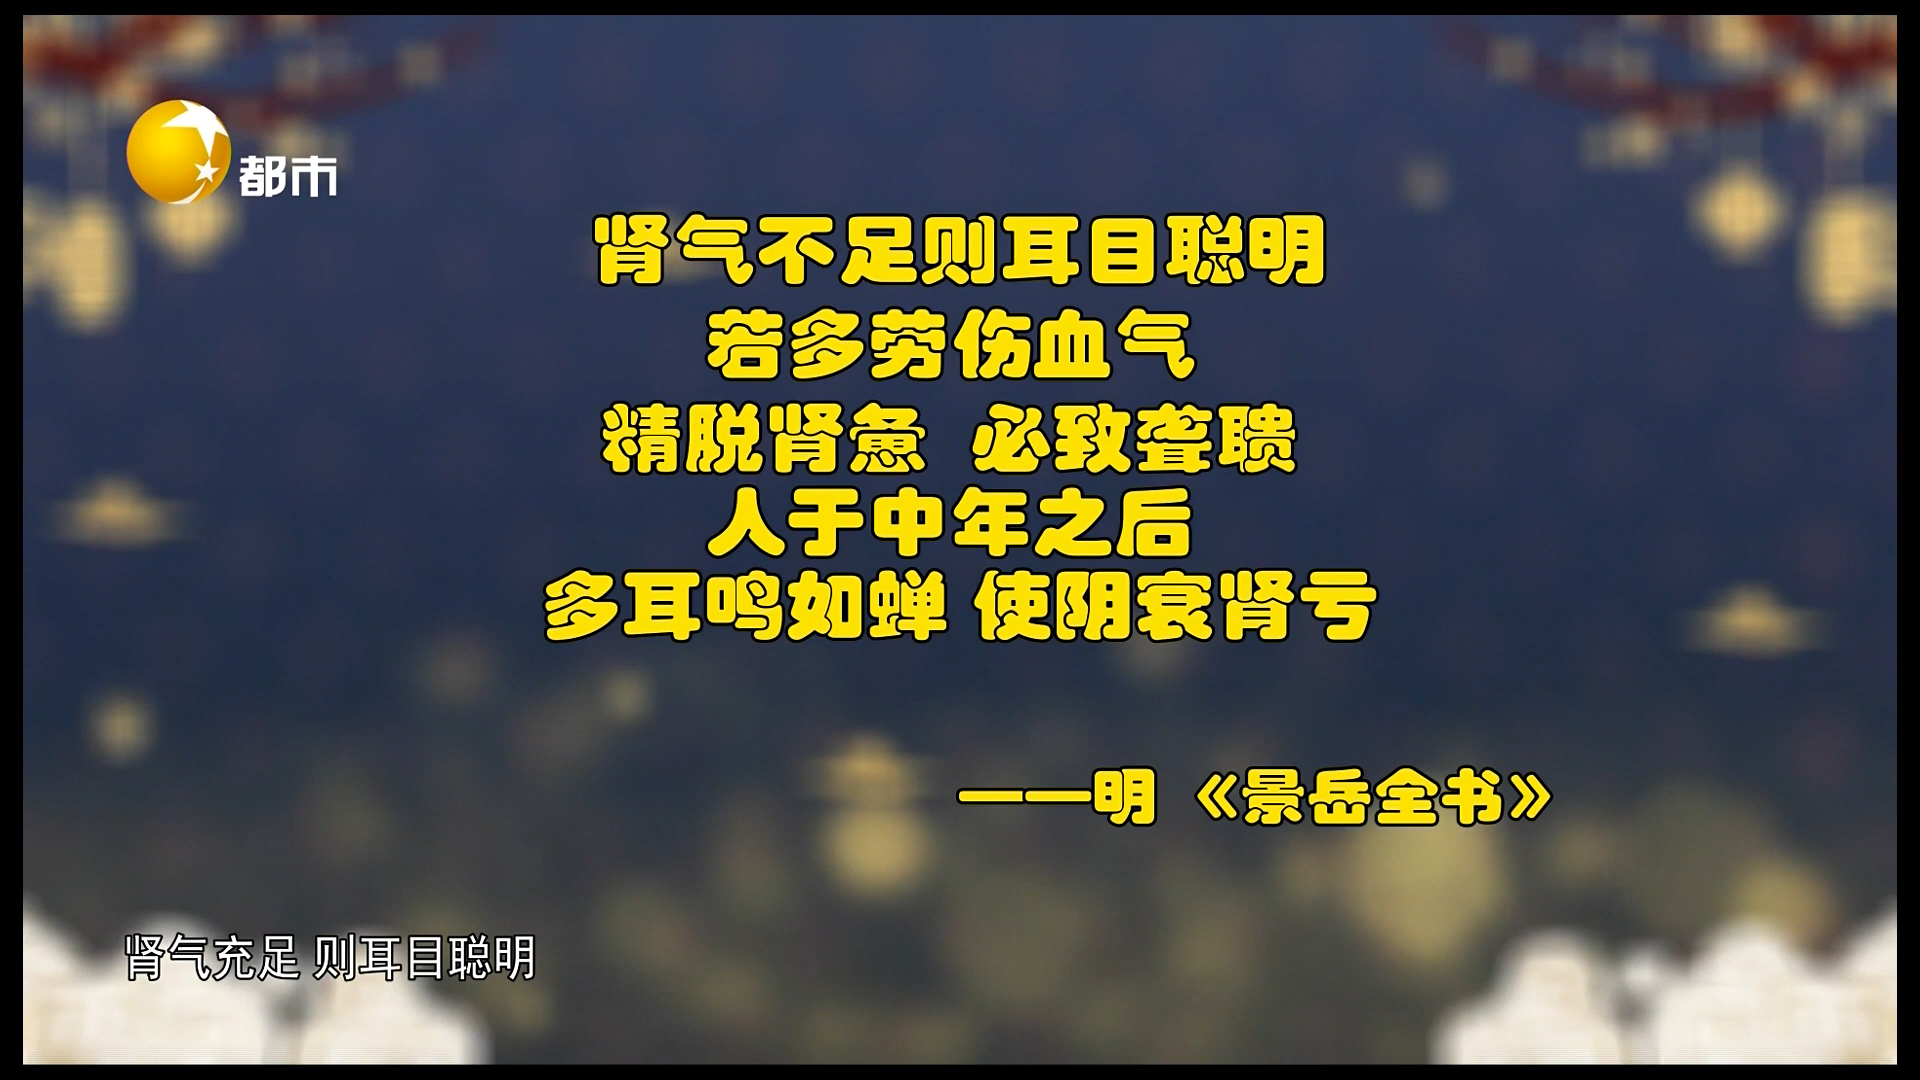 都市
肾气不足则耳目聪明
若多劳伤血气
精脱肾惫 必致聋聩
人于中年之后
多耳鸣如蝉 使阴衰肾亏
——明 《景岳全书》
肾气充足 则耳目聪明